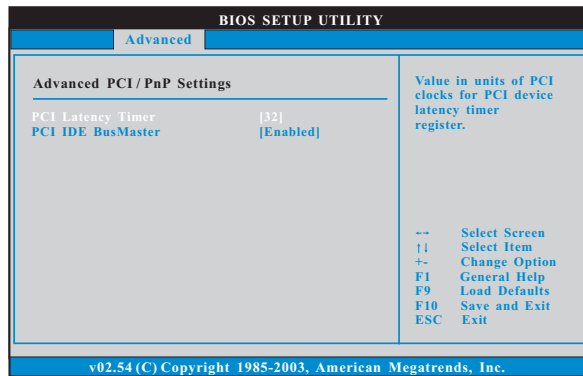 BIOS SETUP UTILITY
Advanced
Advanced PCI / PnP Settings
PCI Latency Timer [32]
PCI IDE BusMaster [Enabled]
Value in units of PCI
clocks for PCI device
latency timer
register.
←→ Select Screen
↑↓ Select Item
+- Change Option
F1 General Help
F9 Load Defaults
F10 Save and Exit
ESC Exit
v02.54 (C) Copyright 1985-2003, American Megatrends, Inc.